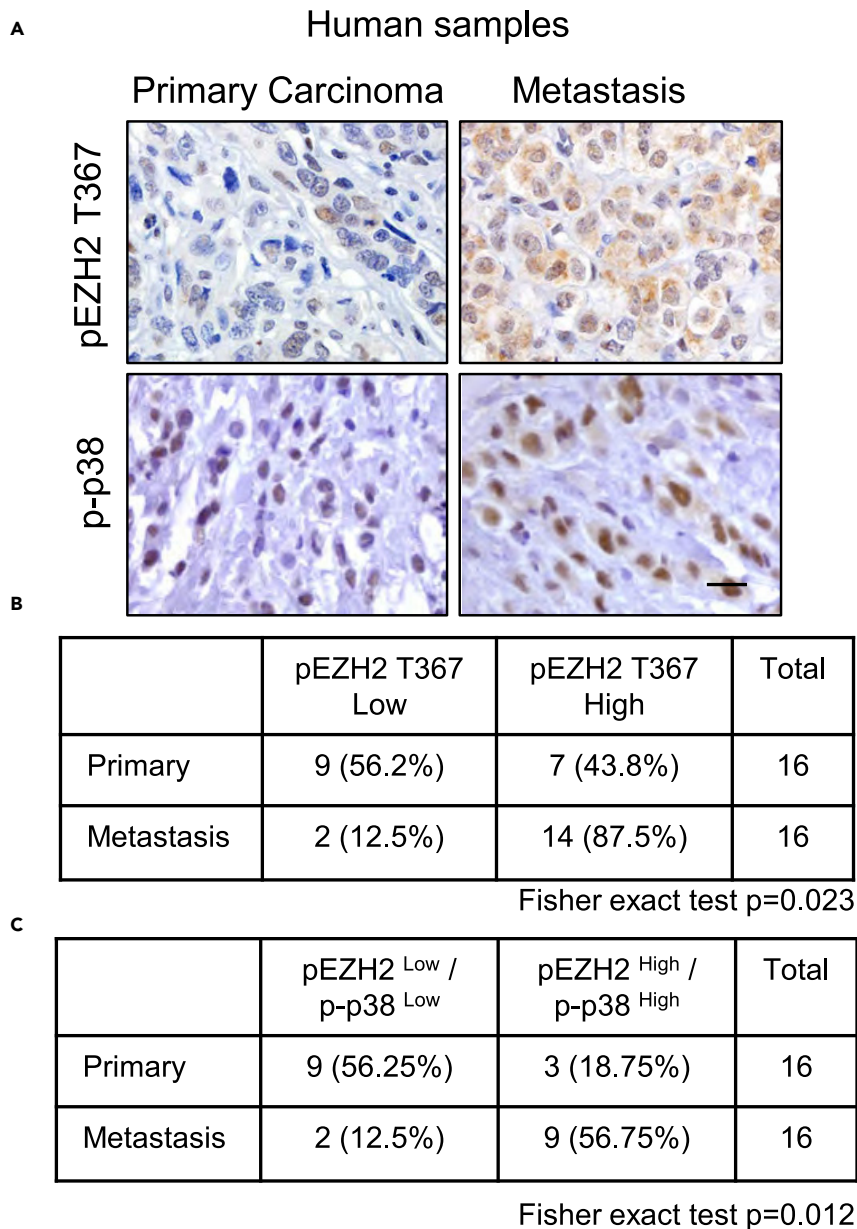 A
Human samples
Primary Carcinoma Metastasis
pEZH2 T367
p-p38
B
pEZH2 T367 Low pEZH2 T367 High Total
Primary 9 (56.2%) 7 (43.8%) 16
Metastasis 2 (12.5%) 14 (87.5%) 16
Fisher exact test p=0.023
C
pEZH2 Low / p-p38 Low pEZH2 High / p-p38 High Total
Primary 9 (56.25%) 3 (18.75%) 16
Metastasis 2 (12.5%) 9 (56.75%) 16
Fisher exact test p=0.012